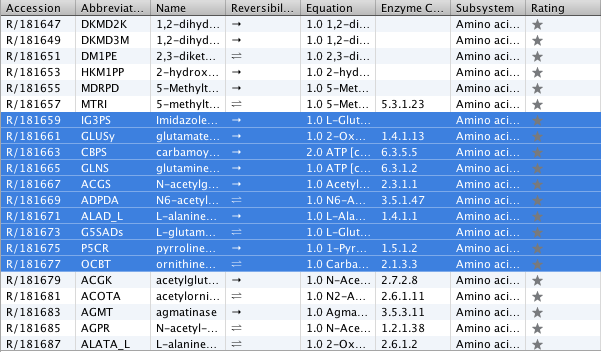 Accession Abbreviat... Name Reversibil... Equation Enzyme C... Subsystem Rating
R/181647 DKMD2K 1,2-dihyd... → 1.0 1,2-di... Amino aci... ★
R/181649 DKMD3M 1,2-dihyd... → 1.0 1,2-di... Amino aci... ★
R/181651 DM1PE 2,3-diket... ⇌ 1.0 2,3-di... Amino aci... ★
R/181653 HKM1PP 2-hydrox... → 1.0 2-hyd... Amino aci... ★
R/181655 MDRPD 5-Methylt... → 1.0 5-Met... Amino aci... ★
R/181657 MTRI 5-methylt... ⇌ 1.0 5-Met... 5.3.1.23 Amino aci... ★
R/181659 IG3PS Imidazole... → 1.0 L-Glut... Amino aci... ★
R/181661 GLUSy glutamate... → 1.0 2-Ox... 1.4.1.13 Amino aci... ★
R/181663 CBPS carbamoy... → 2.0 ATP [c... 6.3.5.5 Amino aci... ★
R/181665 GLNS glutamine... → 1.0 ATP [c... 6.3.1.2 Amino aci... ★
R/181667 ACGS N-acetylg... → 1.0 Acetyl... 2.3.1.1 Amino aci... ★
R/181669 ADPDA N6-acetyl... ⇌ 1.0 N6-A... 3.5.1.47 Amino aci... ★
R/181671 ALAD_L L-alanine... → 1.0 L-Ala... 1.4.1.1 Amino aci... ★
R/181673 G5SADs L-glutam... → 1.0 L-Glut... Amino aci... ★
R/181675 P5CR pyrroline... → 1.0 1-Pyr... 1.5.1.2 Amino aci... ★
R/181677 OCBT ornithine... ⇌ 1.0 Carba... 2.1.3.3 Amino aci... ★
R/181679 ACGK acetylglut... → 1.0 N-Ace... 2.7.2.8 Amino aci... ★
R/181681 ACOTA acetylorni... ⇌ 1.0 N2-A... 2.6.1.11 Amino aci... ★
R/181683 AGMT agmatinase → 1.0 Agma... 3.5.3.11 Amino aci... ★
R/181685 AGPR N-acetyl-... ⇌ 1.0 N-Ace... 1.2.1.38 Amino aci... ★
R/181687 ALATA_L L-alanine... ⇌ 1.0 2-Ox... 2.6.1.2 Amino aci... ★